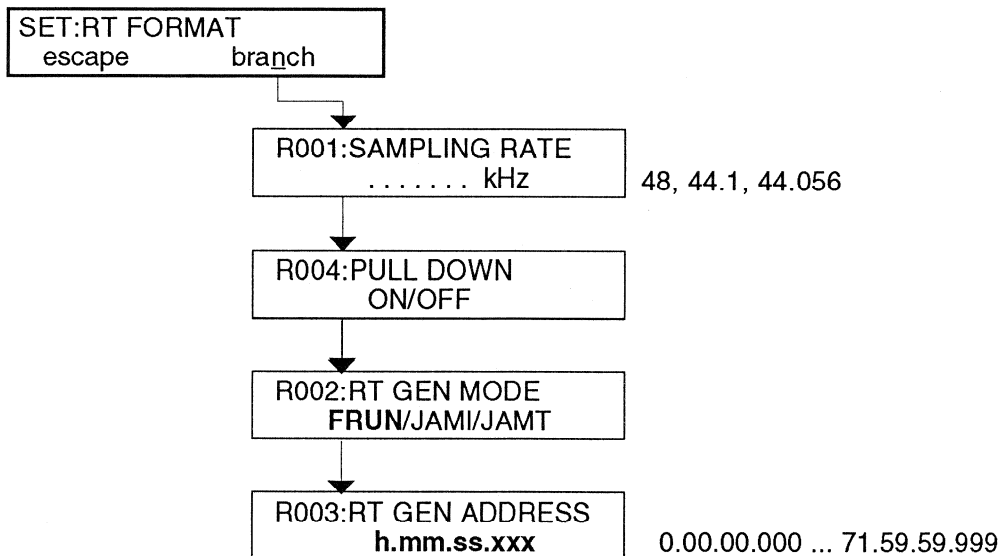 SET:RT FORMAT
escape branch
R001:SAMPLING RATE
. . . . . . . kHz
48, 44.1, 44.056
R004:PULL DOWN
ON/OFF
R002:RT GEN MODE
FRUN/JAMI/JAMT
R003:RT GEN ADDRESS
h.mm.ss.xxx
0.00.00.000 ... 71.59.59.999